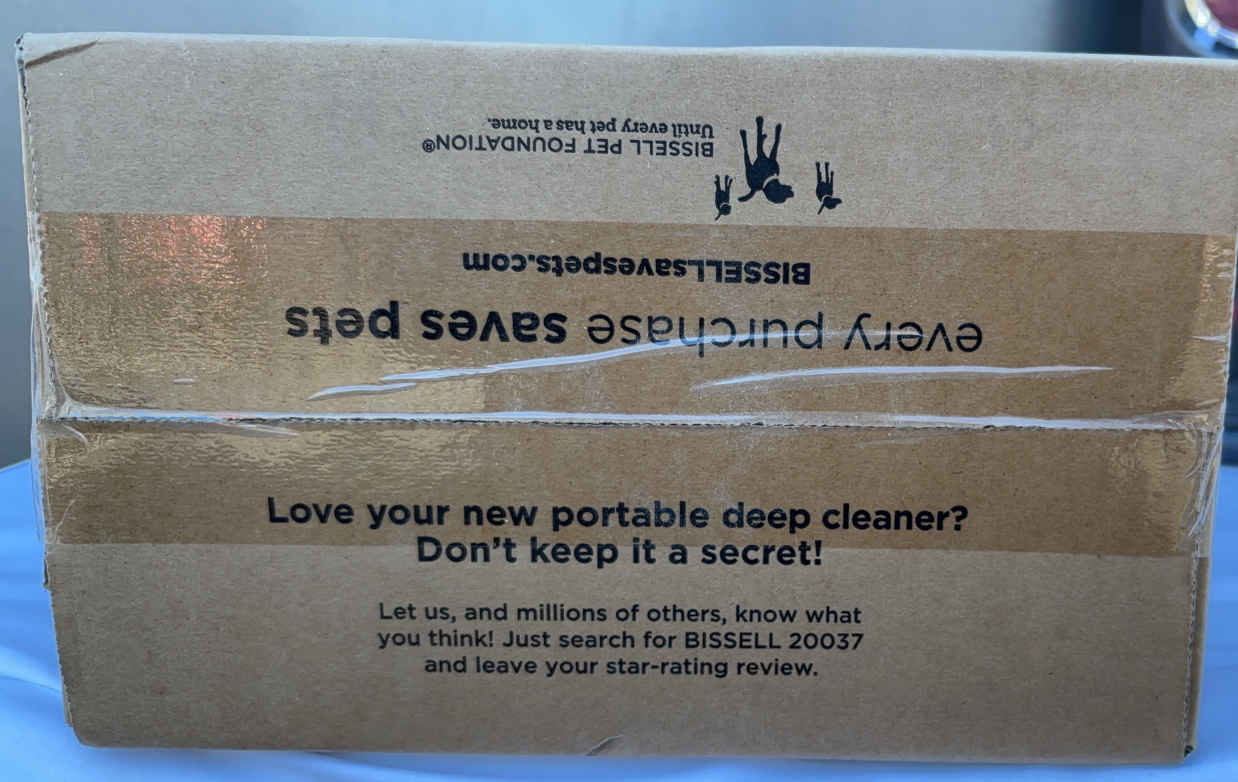 BISSELL PET FOUNDATION®
Until every pet has a home.
every purchase saves pets
BISSELLsavespets.com
Love your new portable deep cleaner?
Don't keep it a secret!
Let us, and millions of others, know what
you think! Just search for BISSELL 20037
and leave your star-rating review.